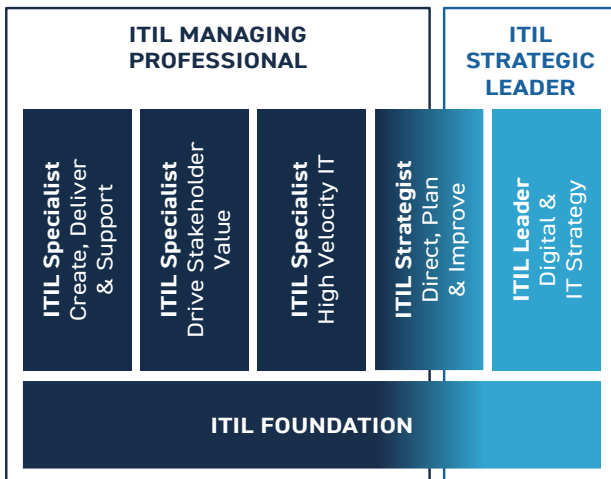 ITIL MANAGING
PROFESSIONAL
ITIL
STRATEGIC
LEADER
ITIL Specialist
Create, Deliver
& Support
ITIL Specialist
Drive Stakeholder
Value
ITIL Specialist
High Velocity IT
ITIL Strategist
Direct, Plan
& Improve
ITIL Leader
Digital &
IT Strategy
ITIL FOUNDATION